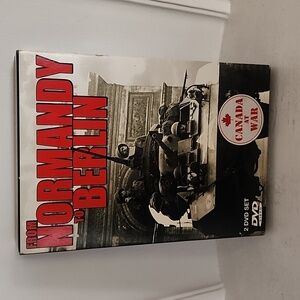 FROM
NORMANDY
TO BERLIN
CANADA
AT
WAR
2 DVD SET
DVD